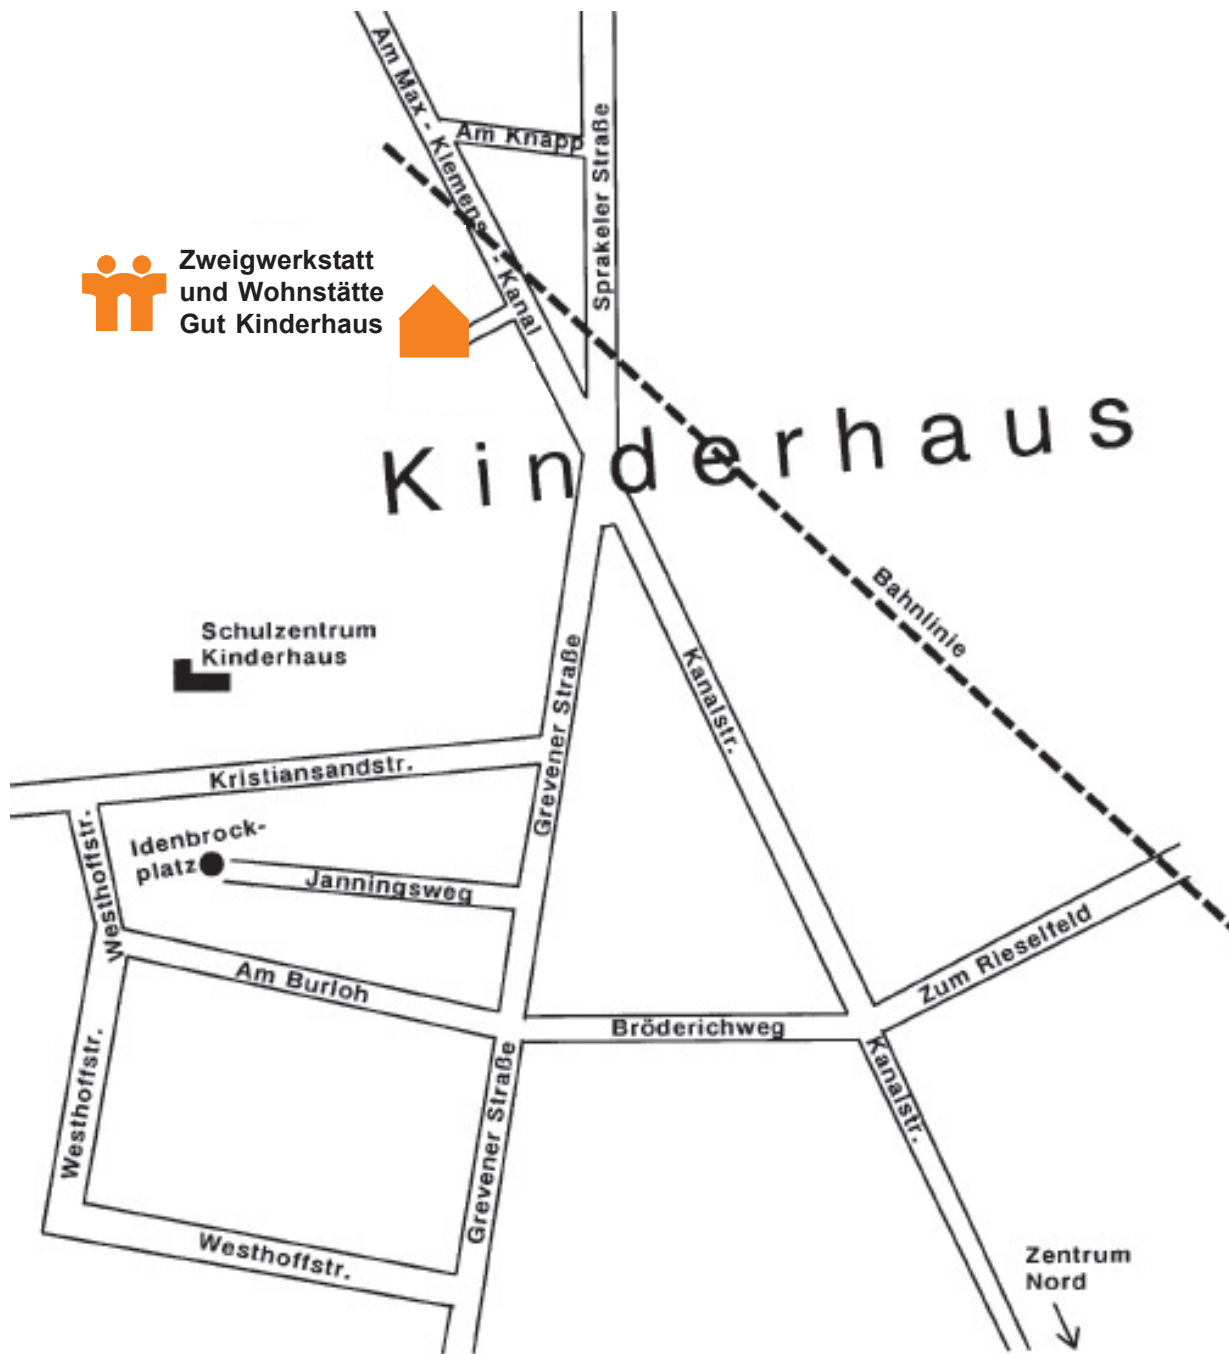 Am Max - Klemens - Kanal
Am Knapp
Sprakeler Straße
Zweigwerkstatt
und Wohnstätte
Gut Kinderhaus
Kinderhaus
Bahnlinie
Schulzentrum
Kinderhaus
Kanalstr.
Grevener Straße
Kristiansandstr.
Westhoffstr.
Idenbrock-
platz
Janningsweg
Am Burloh
Zum Rieselfeld
Bröderichweg
Kanalstr.
Westhoffstr.
Grevener Straße
Westhoffstr.
Zentrum
Nord